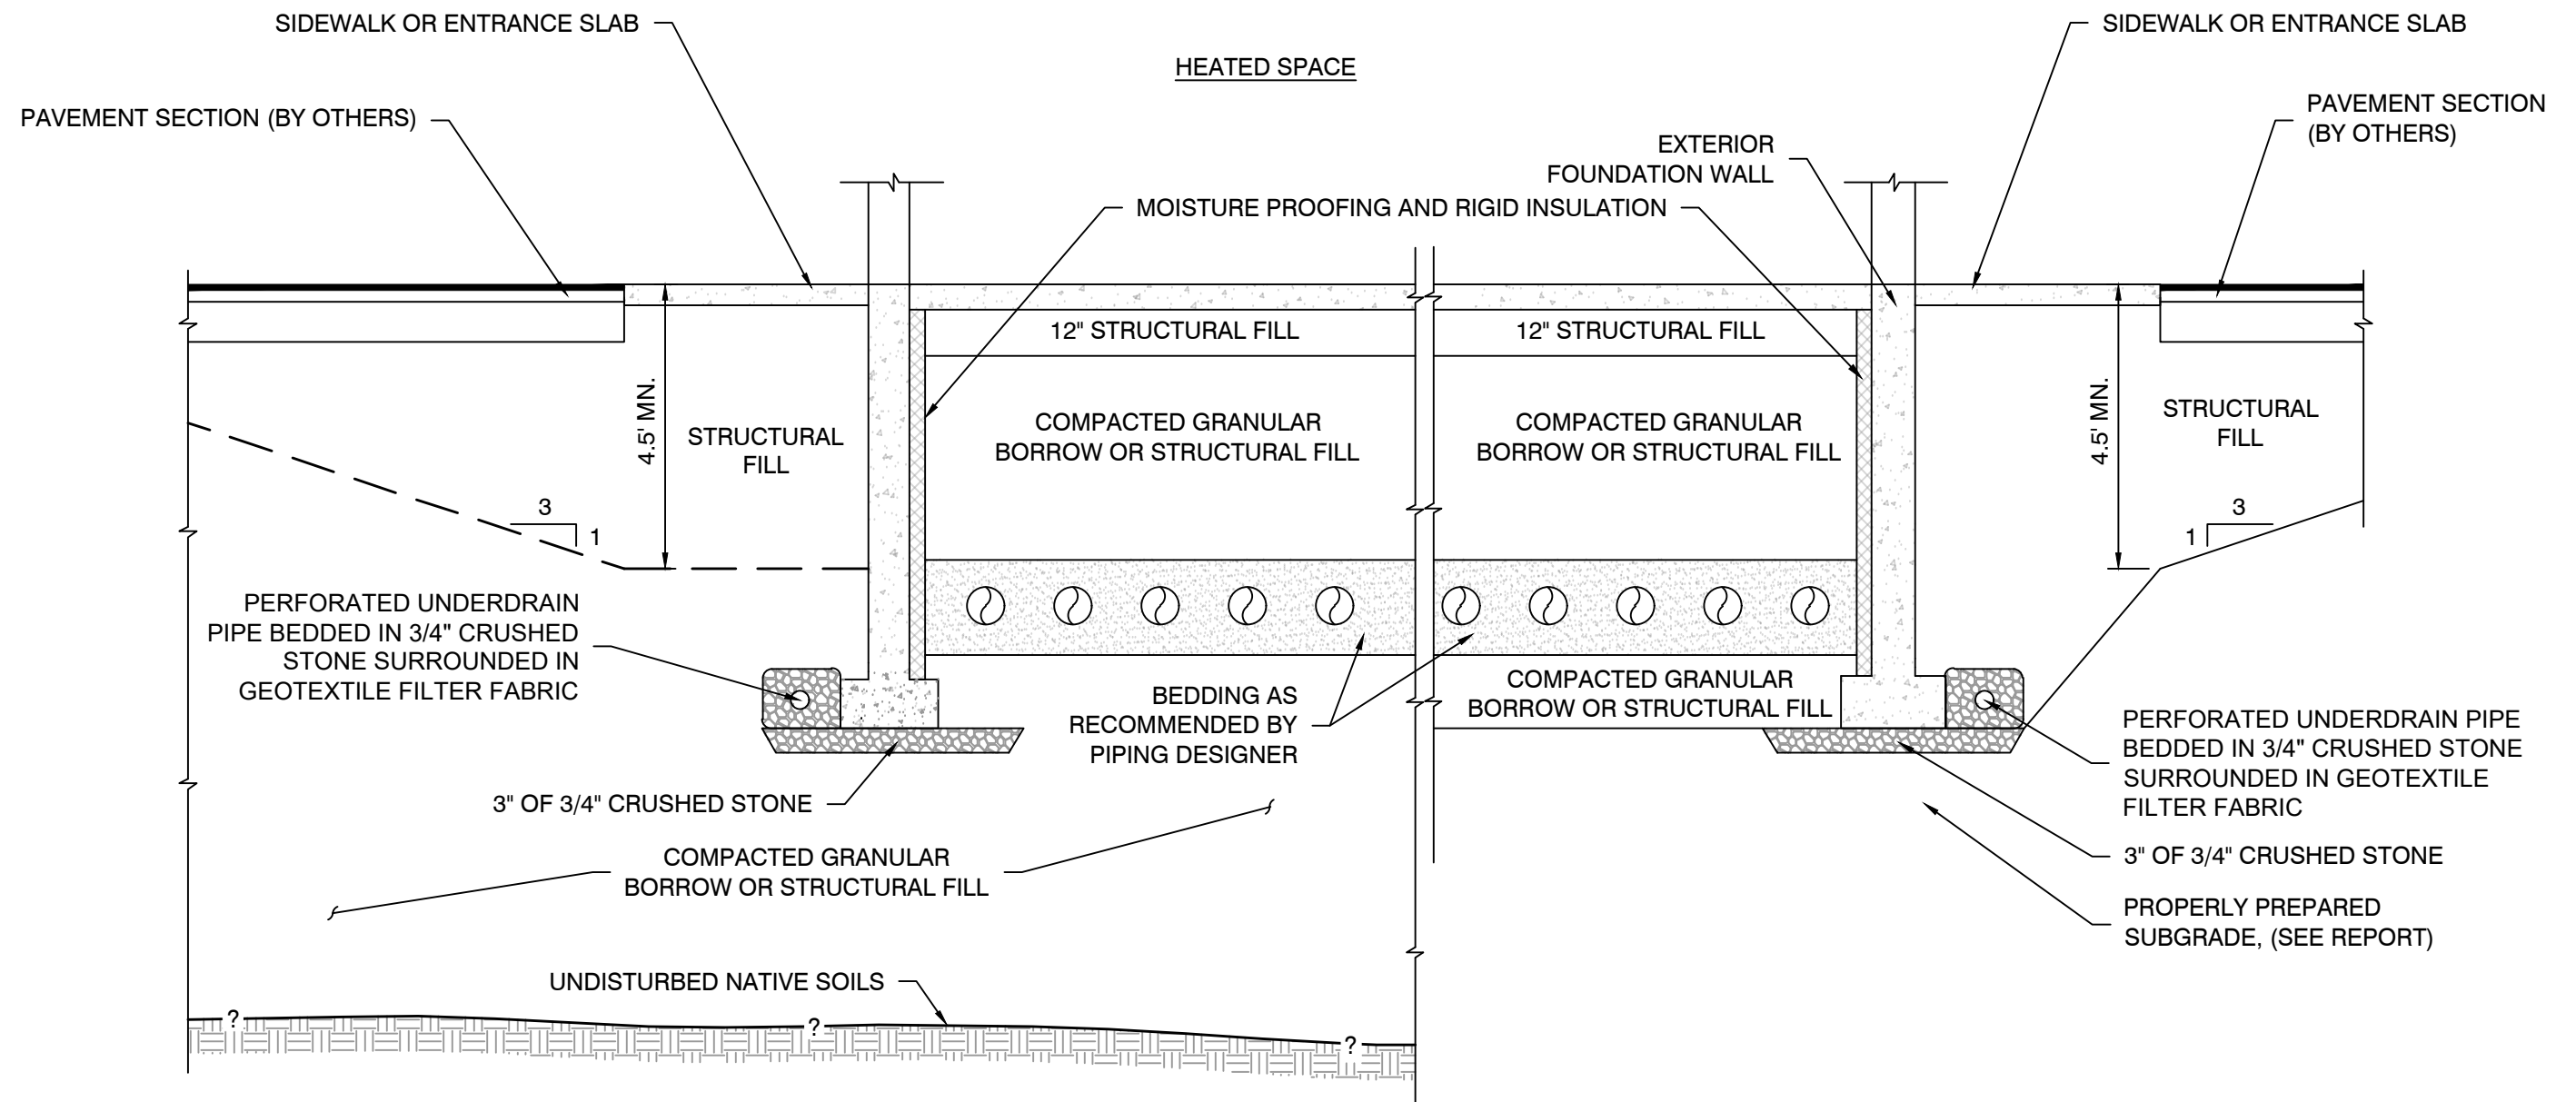 SIDEWALK OR ENTRANCE SLAB
SIDEWALK OR ENTRANCE SLAB
HEATED SPACE
PAVEMENT SECTION (BY OTHERS)
PAVEMENT SECTION
(BY OTHERS)
EXTERIOR
FOUNDATION WALL
MOISTURE PROOFING AND RIGID INSULATION
12" STRUCTURAL FILL
12" STRUCTURAL FILL
4.5' MN.
STRUCTURAL
FILL
COMPACTED GRANULAR
BORROW OR STRUCTURAL FILL
COMPACTED GRANULAR
BORROW OR STRUCTURAL FILL
4.5' MN.
STRUCTURAL
FILL
3
1
3
1
PERFORATED UNDERDRAIN
PIPE BEDDED IN 3/4" CRUSHED
STONE SURROUNDED IN
GEOTEXTILE FILTER FABRIC
BEDDING AS
RECOMMENDED BY
PIPING DESIGNER
COMPACTED GRANULAR
BORROW OR STRUCTURAL FILL
PERFORATED UNDERDRAIN PIPE
BEDDED IN 3/4" CRUSHED STONE
SURROUNDED IN GEOTEXTILE
FILTER FABRIC
3" OF 3/4" CRUSHED STONE
3" OF 3/4" CRUSHED STONE
COMPACTED GRANULAR
BORROW OR STRUCTURAL FILL
PROPERLY PREPARED
SUBGRADE, (SEE REPORT)
UNDISTURBED NATIVE SOILS
?
?
?